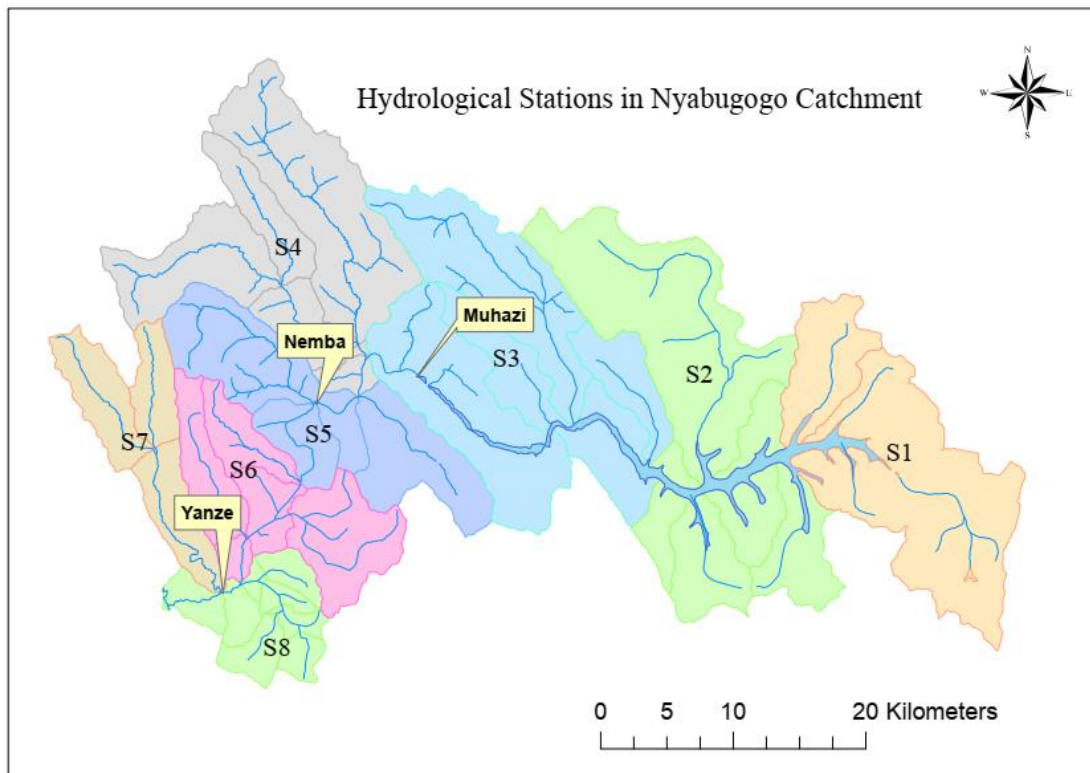 Hydrological Stations in Nyabugogo Catchment
N
W E
S
S4
Muhazi
Nemba
S3
S2
S5
S7
S1
S6
Yanze
S8
0 5 10 20 Kilometers